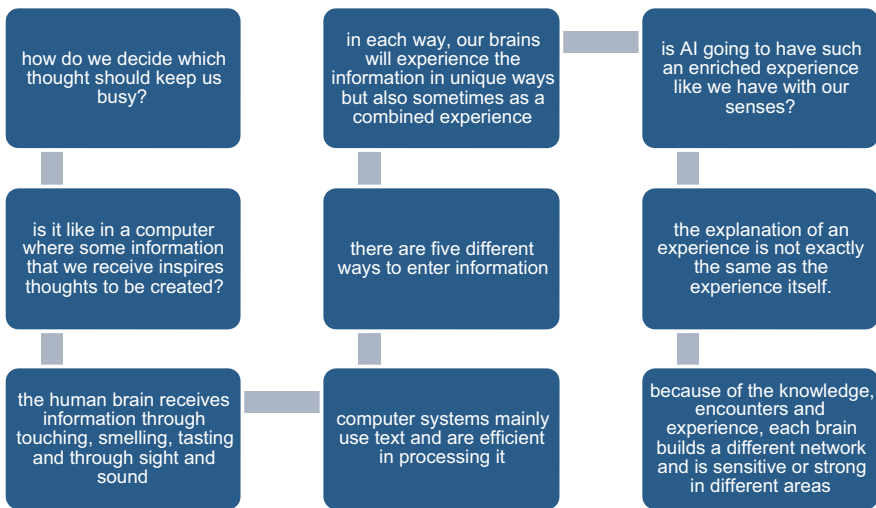 how do we decide which
thought should keep us
busy?
is it like in a computer
where some information
that we receive inspires
thoughts to be created?
the human brain receives
information through
touching, smelling, tasting
and through sight and
sound
computer systems mainly
use text and are efficient
in processing it
there are five different
ways to enter information
in each way, our brains
will experience the
information in unique ways
but also sometimes as a
combined experience
is AI going to have such
an enriched experience
like we have with our
senses?
the explanation of an
experience is not exactly
the same as the
experience itself.
because of the knowledge,
encounters and
experience, each brain
builds a different network
and is sensitive or strong
in different areas